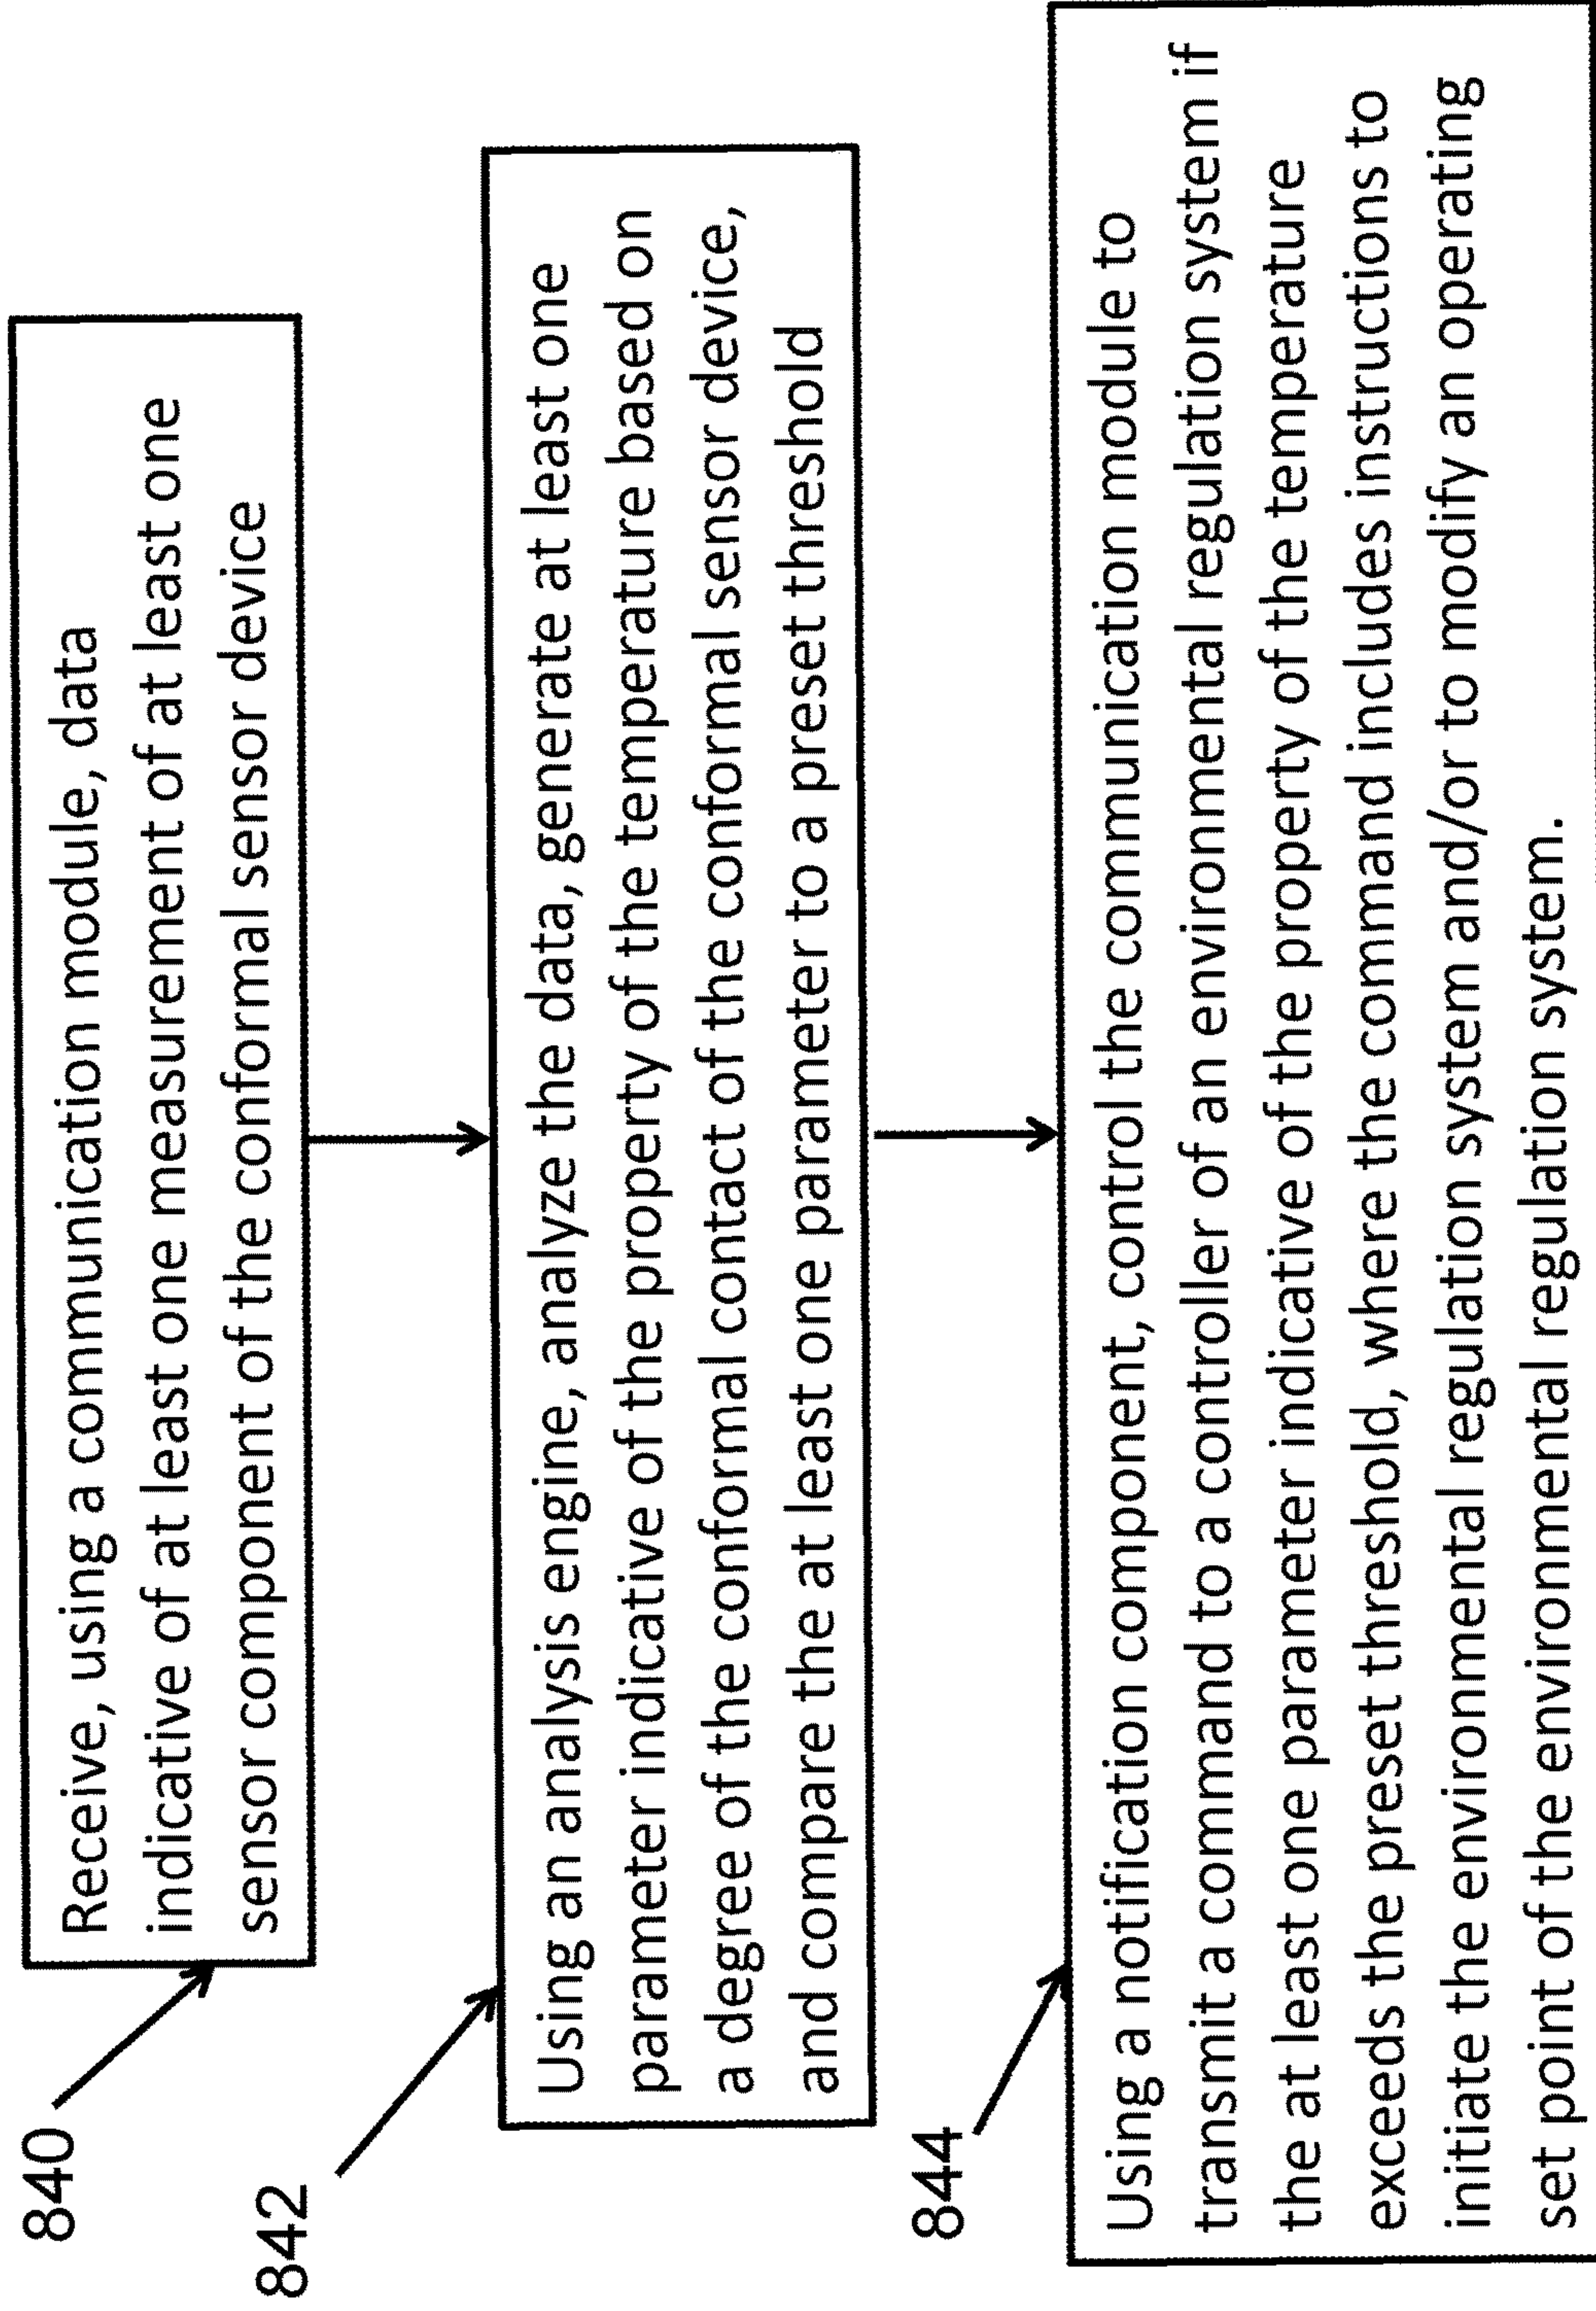 840
Receive, using a communication module, data
indicative of at least one measurement of at least one
sensor component of the conformal sensor device
842
Using an analysis engine, analyze the data, generate at least one
parameter indicative of the property of the temperature based on
a degree of the conformal contact of the conformal sensor device,
and compare the at least one parameter to a preset threshold
844
Using a notification component, control the communication module to
transmit a command to a controller of an environmental regulation system if
the at least one parameter indicative of the property of the temperature
exceeds the preset threshold, where the command includes instructions to
initiate the environmental regulation system and/or to modify an operating
set point of the environmental regulation system.